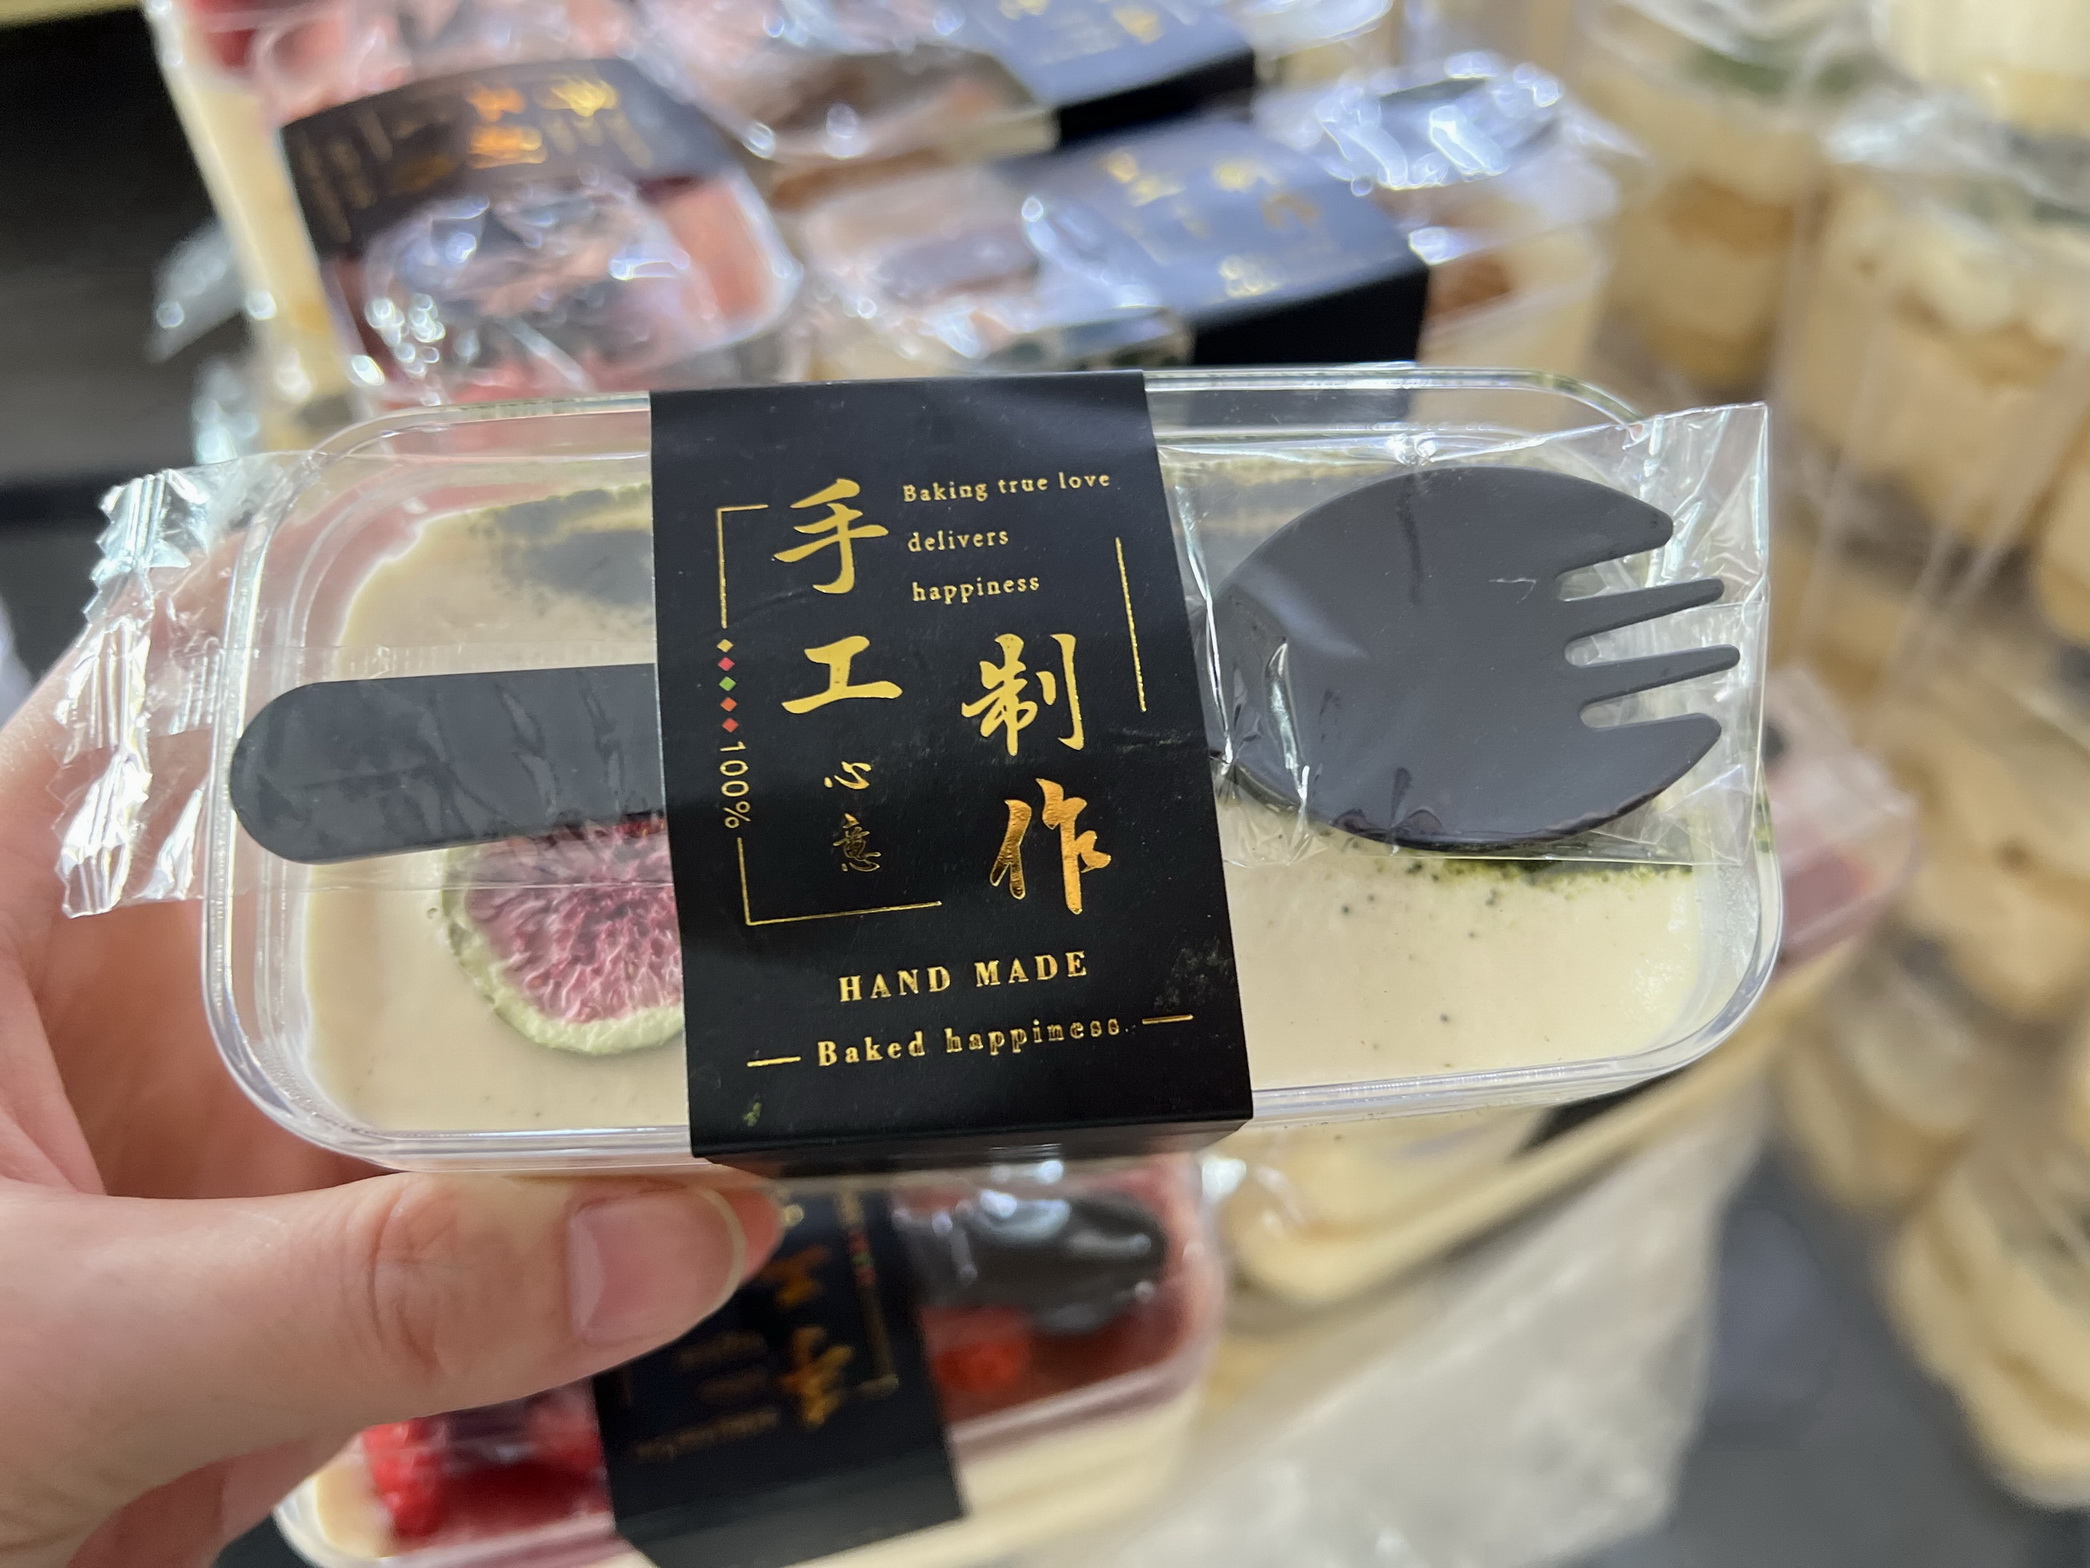 手工
制作
心意
Baking true love
delivers
happiness
100%
HAND MADE
Baked happiness